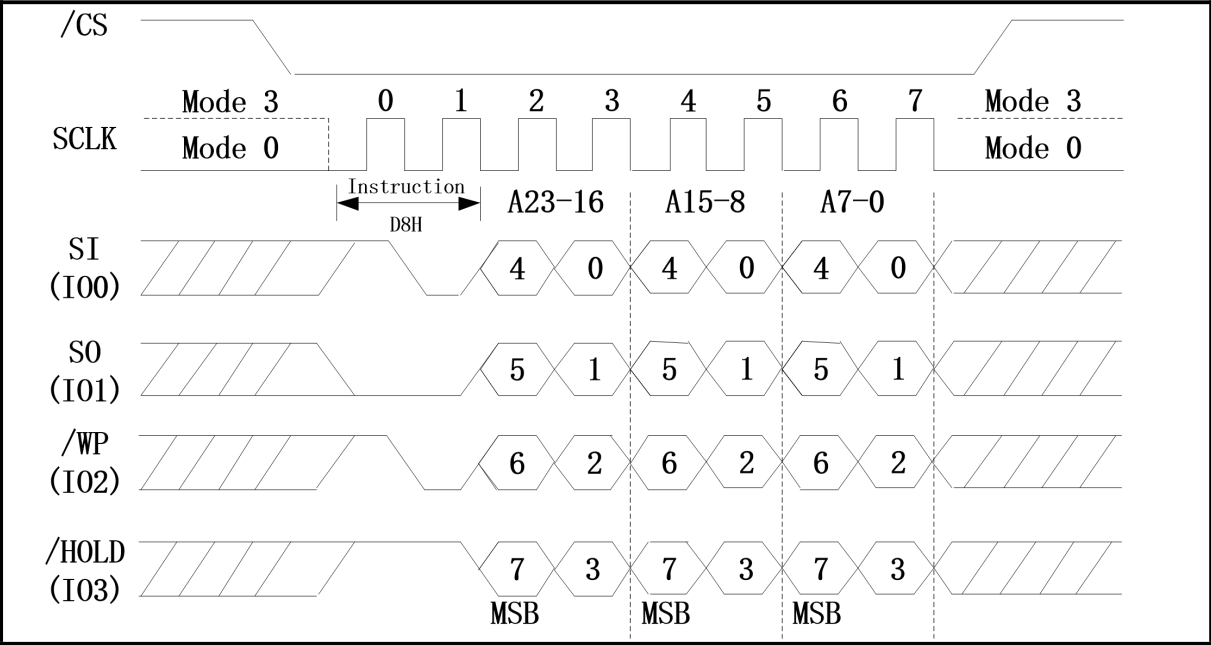 /CS
Mode 3 0 1 2 3 4 5 6 7 Mode 3
SCLK
Mode 0 Mode 0
Instruction
A23-16 A15-8 A7-0
D8H
SI
(IO0)
4 0 4 0 4 0
SO
(IO1)
5 1 5 1 5 1
/WP
(IO2)
6 2 6 2 6 2
/HOLD
(IO3)
7 3 7 3 7 3
MSB MSB MSB